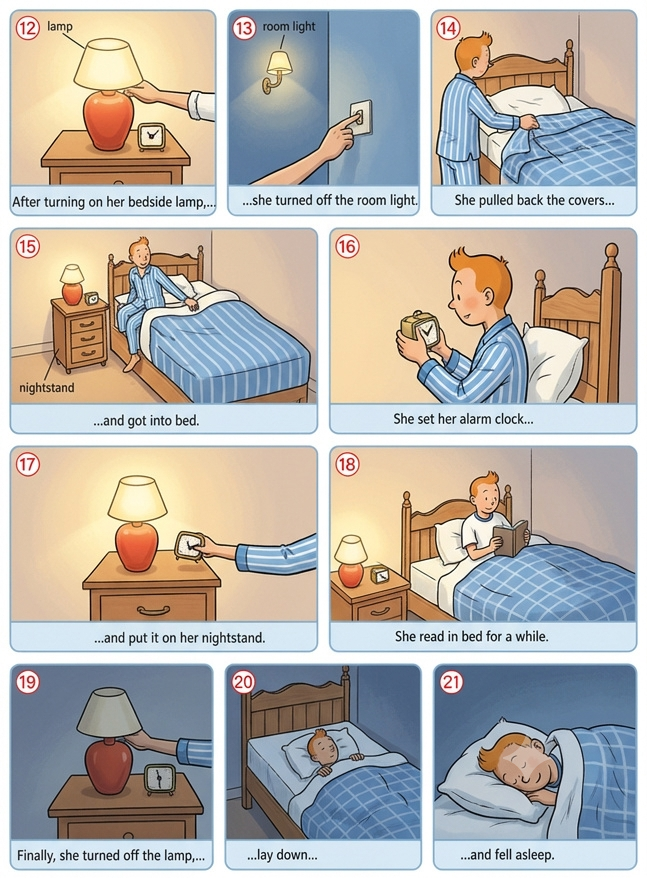 12
lamp
After turning on her bedside lamp,...
13
room light
...she turned off the room light.
14
She pulled back the covers...
15
nightstand
...and got into bed.
16
She set her alarm clock...
17
...and put it on her nightstand.
18
She read in bed for a while.
19
Finally, she turned off the lamp,...
20
...lay down...
21
...and fell asleep.